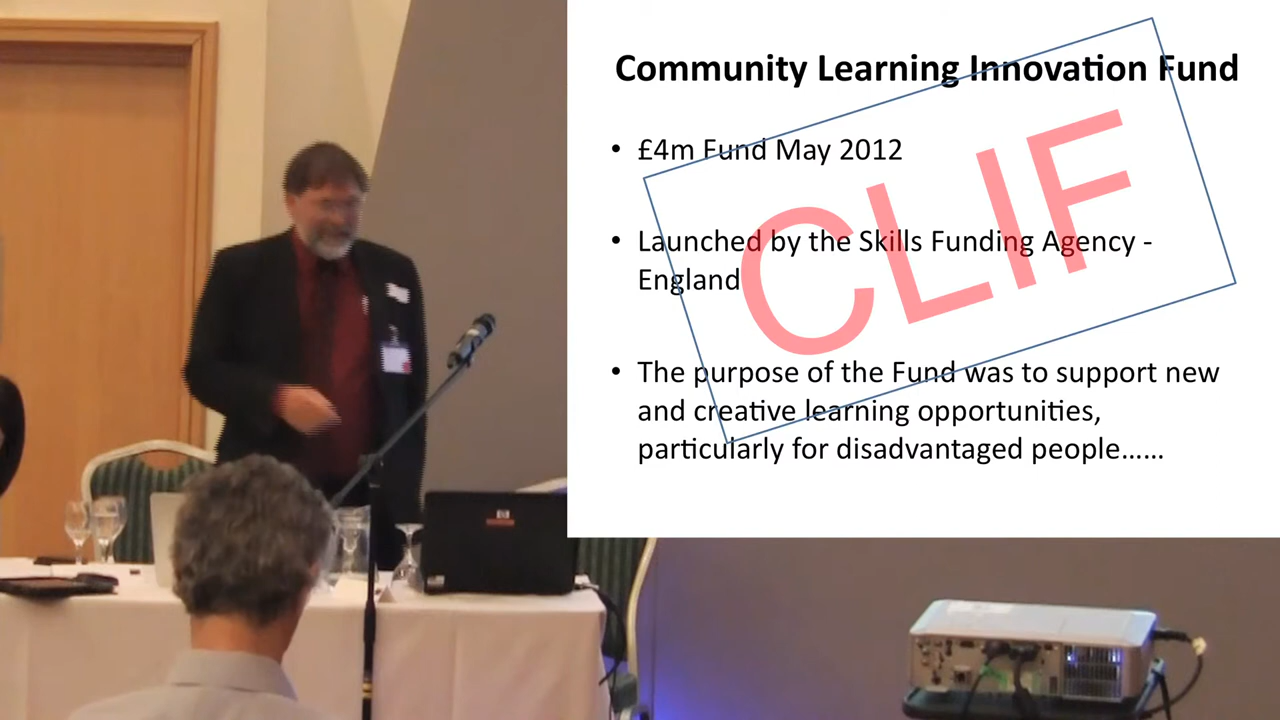 Community Learning Innovation Fund
• £4m Fund May 2012
• Launched by the Skills Funding Agency -
England
• The purpose of the Fund was to support new
and creative learning opportunities,
particularly for disadvantaged people……
CLIF
hp